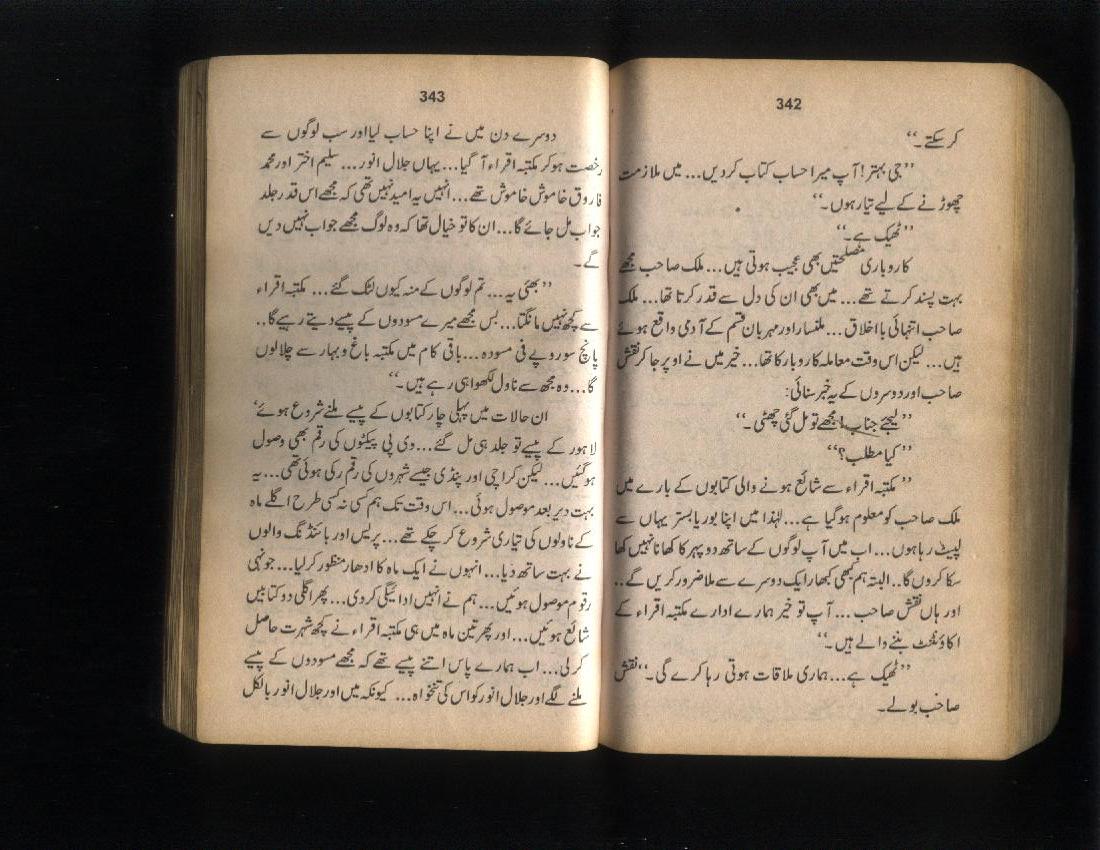 342
کر سکتے۔“
”جی بہتر! آپ میرا حساب کتاب کر دیں... میں ملازمت
چھوڑنے کے لیے تیار ہوں۔“
”ٹھیک ہے۔“
کاروباری مصلحتیں بھی عجیب ہوتی ہیں... ملک صاحب مجھے
بہت پسند کرتے تھے... میں بھی ان کی دل سے قدر کرتا تھا... ملک
صاحب انتہائی بااخلاق... ملنسار اور مہربان قسم کے آدمی واقع ہوئے
ہیں... لیکن اس وقت معاملہ کاروبار کا تھا... خیر میں نے اوپر جا کر نقش
صاحب اور دوسروں کے یہ خبر سنائی:
”لیجئے جناب! مجھے تو مل گئی چھٹی۔“
”کیا مطلب؟“
”مکتبہ اقراء سے شائع ہونے والی کتابوں کے بارے میں
ملک صاحب کو معلوم ہو گیا ہے... لہٰذا میں اپنا بوریا بستر یہاں سے
لپیٹ رہا ہوں... اب میں آپ لوگوں کے ساتھ دوپہر کا کھانا نہیں کھا
سکا کروں گا.. البتہ ہم کبھی کبھار ایک دوسرے سے ملا ضرور کریں گے..
اور ہاں نقش صاحب... آپ تو خیر ہمارے ادارے مکتبہ اقراء کے
اکاؤنٹنٹ بننے والے ہیں۔“
”ٹھیک ہے... ہماری ملاقات ہوتی رہا کرے گی۔“ نقش
صاحب بولے۔
343
دوسرے دن میں نے اپنا حساب لیا اور سب لوگوں سے
رخصت ہو کر مکتبہ اقراء آ گیا... یہاں جلال انور... سلیم اختر اور محمد
فاروق خاموش خاموش تھے... انہیں یہ امید نہیں تھی کہ مجھے اس قدر جلد
جواب مل جائے گا... ان کا تو خیال تھا کہ وہ لوگ مجھے جواب نہیں دیں
گے۔
”بھئی یہ... تم لوگوں کے منہ کیوں لٹک گئے... مکتبہ اقراء
سے کچھ نہیں مانگتا... بس مجھے میرے مسودوں کے پیسے دیتے رہیے گا..
پانچ سو روپے فی مسودہ... باقی کام میں مکتبہ باغ و بہار سے چلا لوں
گا... وہ مجھ سے ناول لکھوا ہی رہے ہیں۔“
ان حالات میں پہلی چار کتابوں کے پیسے ملنے شروع ہوئے‘
لاہور کے پیسے تو جلد ہی مل گئے... وی پی پیکٹوں کی رقم بھی وصول
ہو گئیں... لیکن کراچی اور پنڈی جیسے شہروں کی رقم رکی ہوئی تھی... یہ
بہت دیر بعد موصول ہوئی... اس وقت تک ہم کسی نہ کسی طرح اگلے ماہ
کے ناولوں کی تیاری شروع کر چکے تھے... پریس اور بائنڈنگ والوں
نے بہت ساتھ دیا... انہوں نے ایک ماہ کا ادھار منظور کر لیا... جونہی
رقوم موصول ہوئیں... ہم نے انہیں ادائیگی کر دی... پھر اگلی دو کتابیں
شائع ہوئیں... اور پھر تین ماہ میں ہی مکتبہ اقراء نے کچھ شہرت حاصل
کر لی... اب ہمارے پاس اتنے پیسے تھے کہ مجھے مسودوں کے پیسے
ملنے لگے اور جلال انور کو اس کی تنخواہ... کیونکہ میں اور جلال انور بالکل